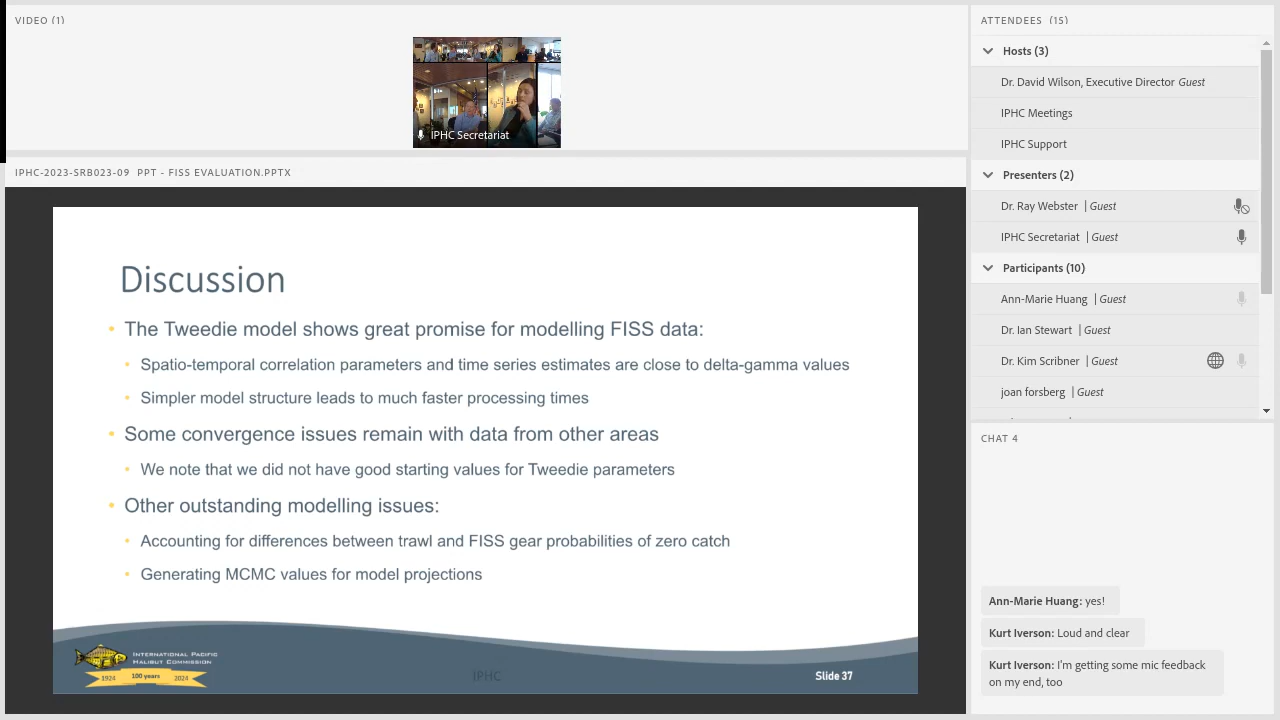 VIDEO (1)
IPHC Secretariat
IPHC-2023-SRB023-09 PPT - FISS EVALUATION.PPTX
Discussion
• The Tweedie model shows great promise for modelling FISS data:
• Spatio-temporal correlation parameters and time series estimates are close to delta-gamma values
• Simpler model structure leads to much faster processing times
• Some convergence issues remain with data from other areas
• We note that we did not have good starting values for Tweedie parameters
• Other outstanding modelling issues:
• Accounting for differences between trawl and FISS gear probabilities of zero catch
• Generating MCMC values for model projections
INTERNATIONAL PACIFIC
HALIBUT COMMISSION
1924 100 years 2024
IPHC
Slide 37
ATTENDEES (15)
Hosts (3)
Dr. David Wilson, Executive Director Guest
IPHC Meetings
IPHC Support
Presenters (2)
Dr. Ray Webster | Guest
IPHC Secretariat | Guest
Participants (10)
Ann-Marie Huang | Guest
Dr. Ian Stewart | Guest
Dr. Kim Scribner | Guest
joan forsberg | Guest
CHAT 4
Ann-Marie Huang: yes!
Kurt Iverson: Loud and clear
Kurt Iverson: I'm getting some mic feedback
on my end, too